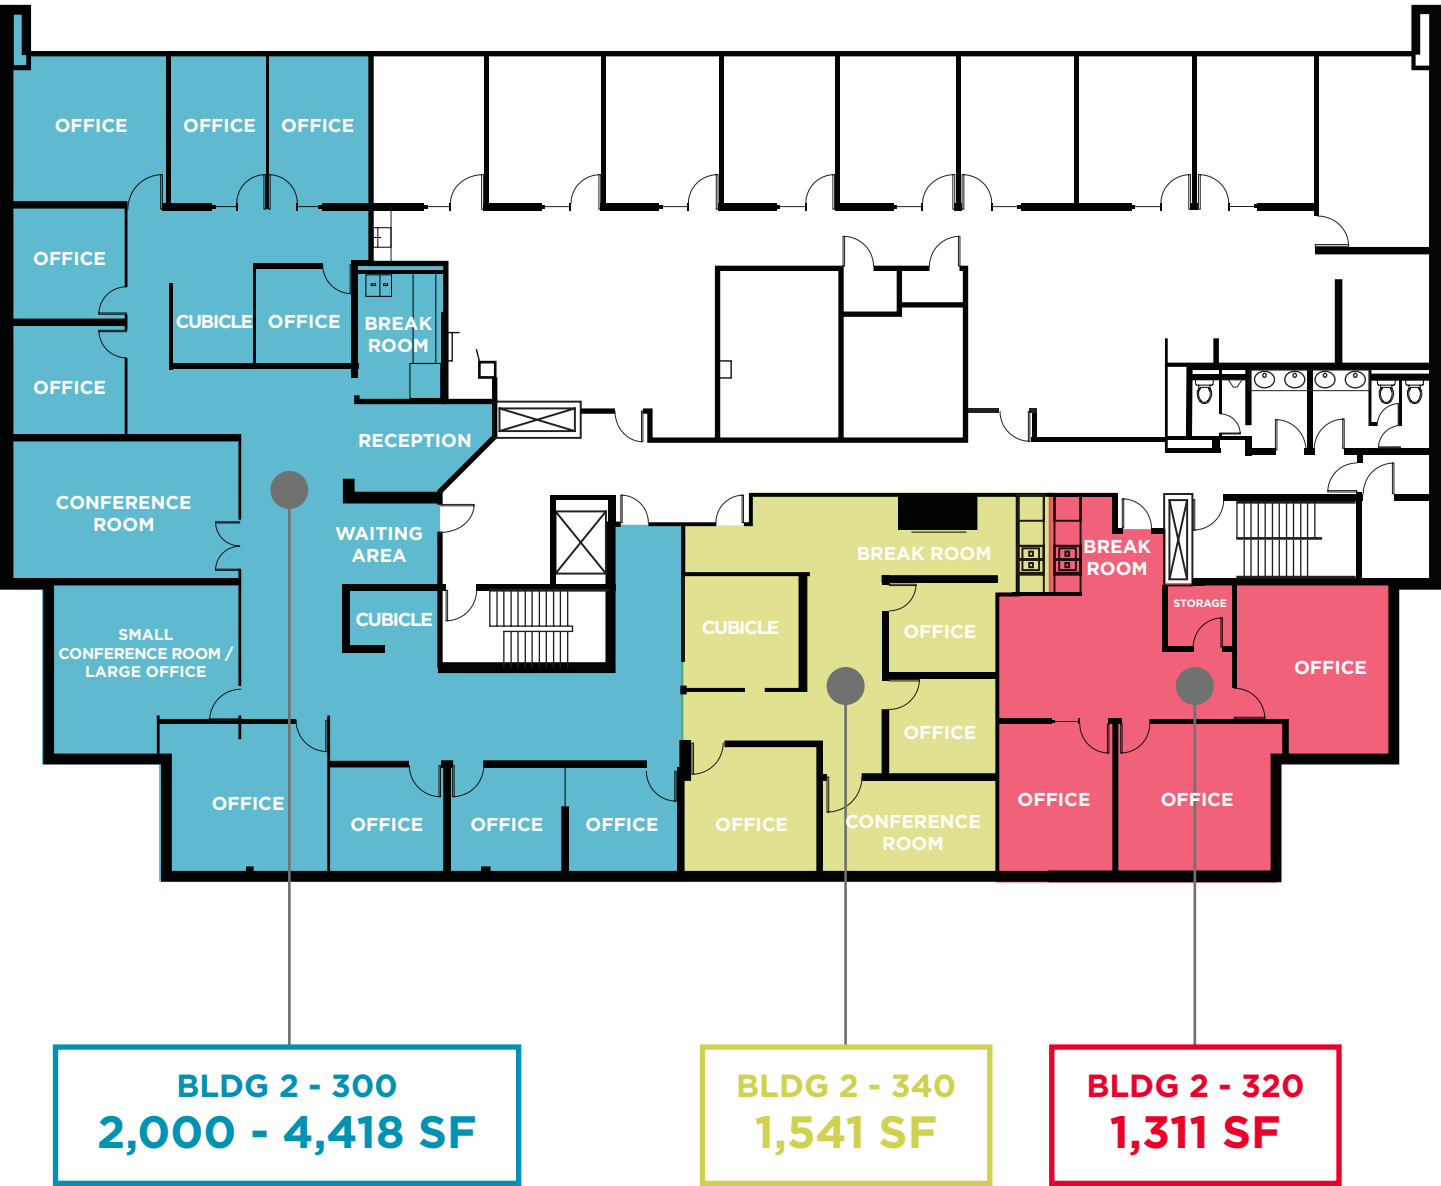 OFFICE
OFFICE
OFFICE
OFFICE
CUBICLE
OFFICE
BREAK
ROOM
OFFICE
RECEPTION
CONFERENCE
ROOM
WAITING
AREA
CUBICLE
SMALL
CONFERENCE ROOM /
LARGE OFFICE
OFFICE
OFFICE
OFFICE
OFFICE
BREAK ROOM
CUBICLE
OFFICE
OFFICE
OFFICE
CONFERENCE
ROOM
BREAK
ROOM
STORAGE
OFFICE
OFFICE
OFFICE
BLDG 2 - 300
2,000 - 4,418 SF
BLDG 2 - 340
1,541 SF
BLDG 2 - 320
1,311 SF